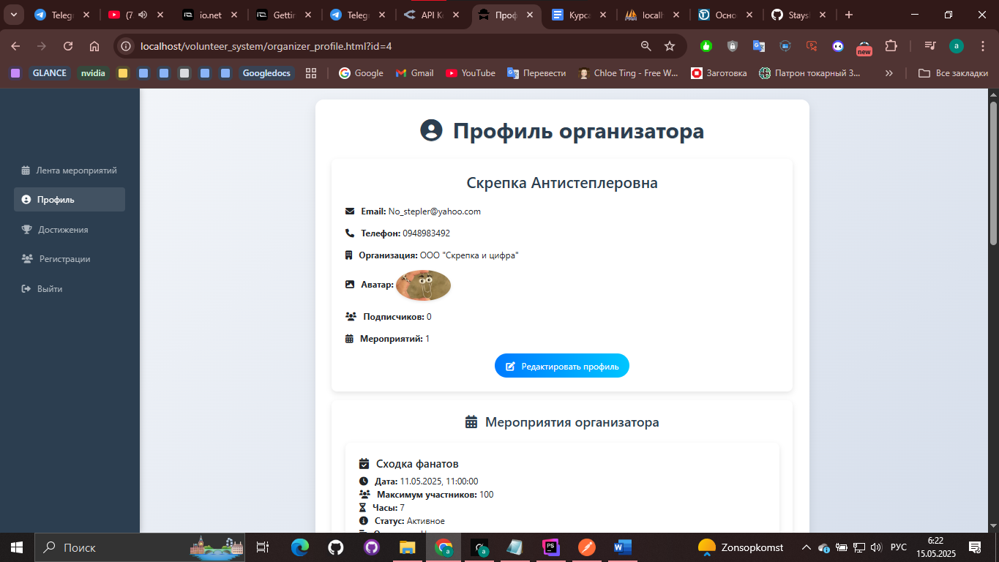 Telegr
(7
io.net
Gettin
Telegr
API Ke
Проф
Курса
localh
Осно
Stays
localhost/volunteer_system/organizer_profile.html?id=4
new
a
GLANCE
nvidia
Googledocs
Google
Gmail
YouTube
Перевести
Chloe Ting - Free W...
Заготовка
Патрон токарный 3...
Все закладки
Лента мероприятий
Профиль
Достижения
Регистрации
Выйти
Профиль организатора
Скрепка Антистеплеровна
Email: No_stepler@yahoo.com
Телефон: 0948983492
Организация: ООО "Скрепка и цифра"
Аватар:
Подписчиков: 0
Мероприятий: 1
Редактировать профиль
Мероприятия организатора
Сходка фанатов
Дата: 11.05.2025, 11:00:00
Максимум участников: 100
Часы: 7
Статус: Активное
Поиск
Zonsopkomst
РУС
6:22
15.05.2025